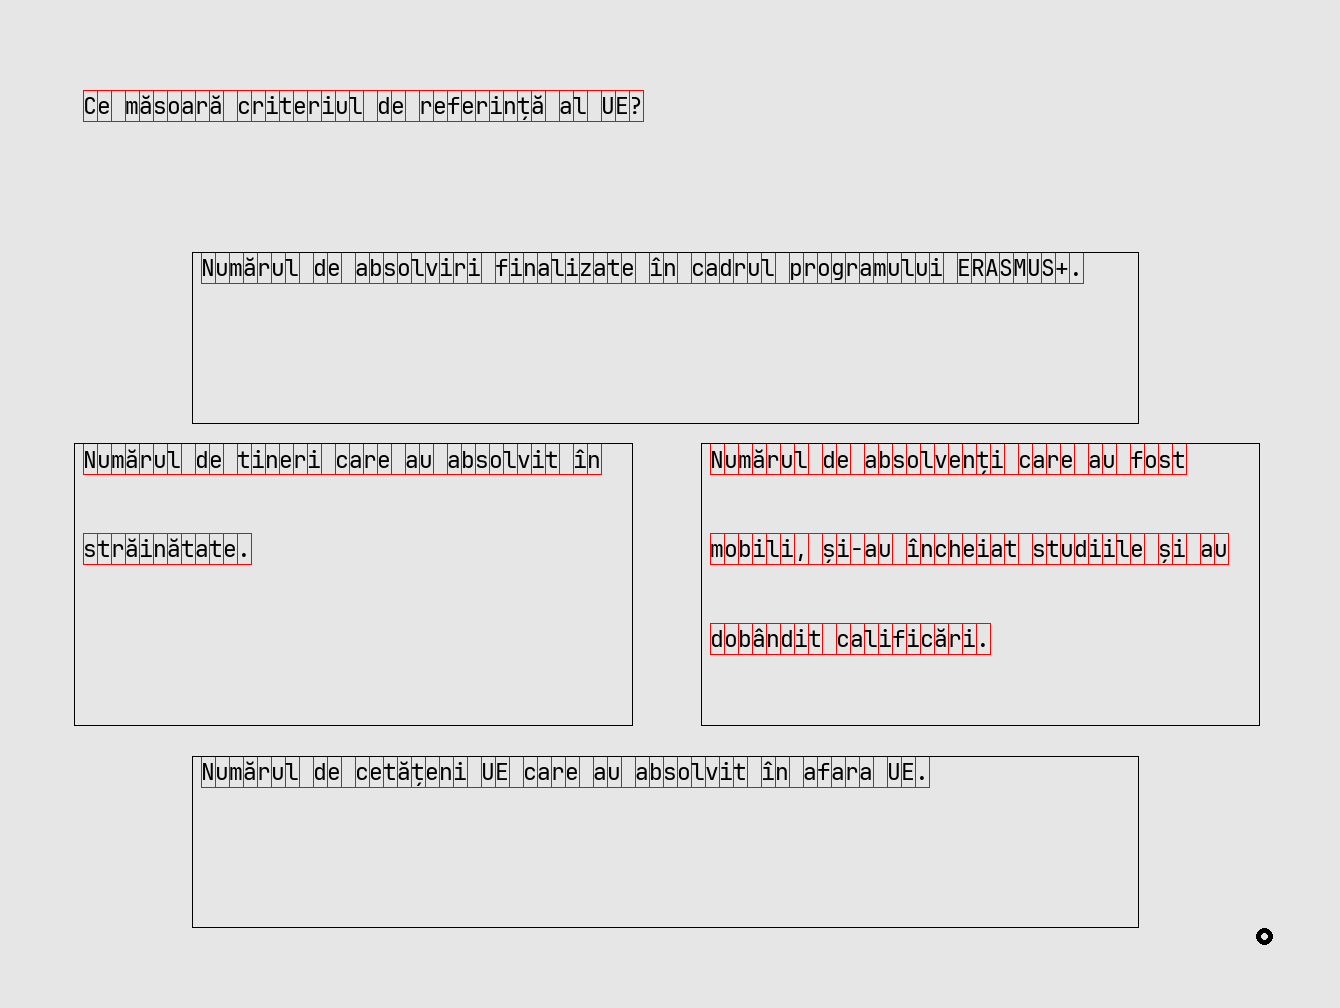 Ce măsoară criteriul de referință al UE?
Numărul de absolviri finalizate în cadrul programului ERASMUS+.
Numărul de tineri care au absolvit în
străinătate.
Numărul de absolvenți care au fost
mobili, și-au încheiat studiile și au
dobândit calificări.
Numărul de cetățeni UE care au absolvit în afara UE.